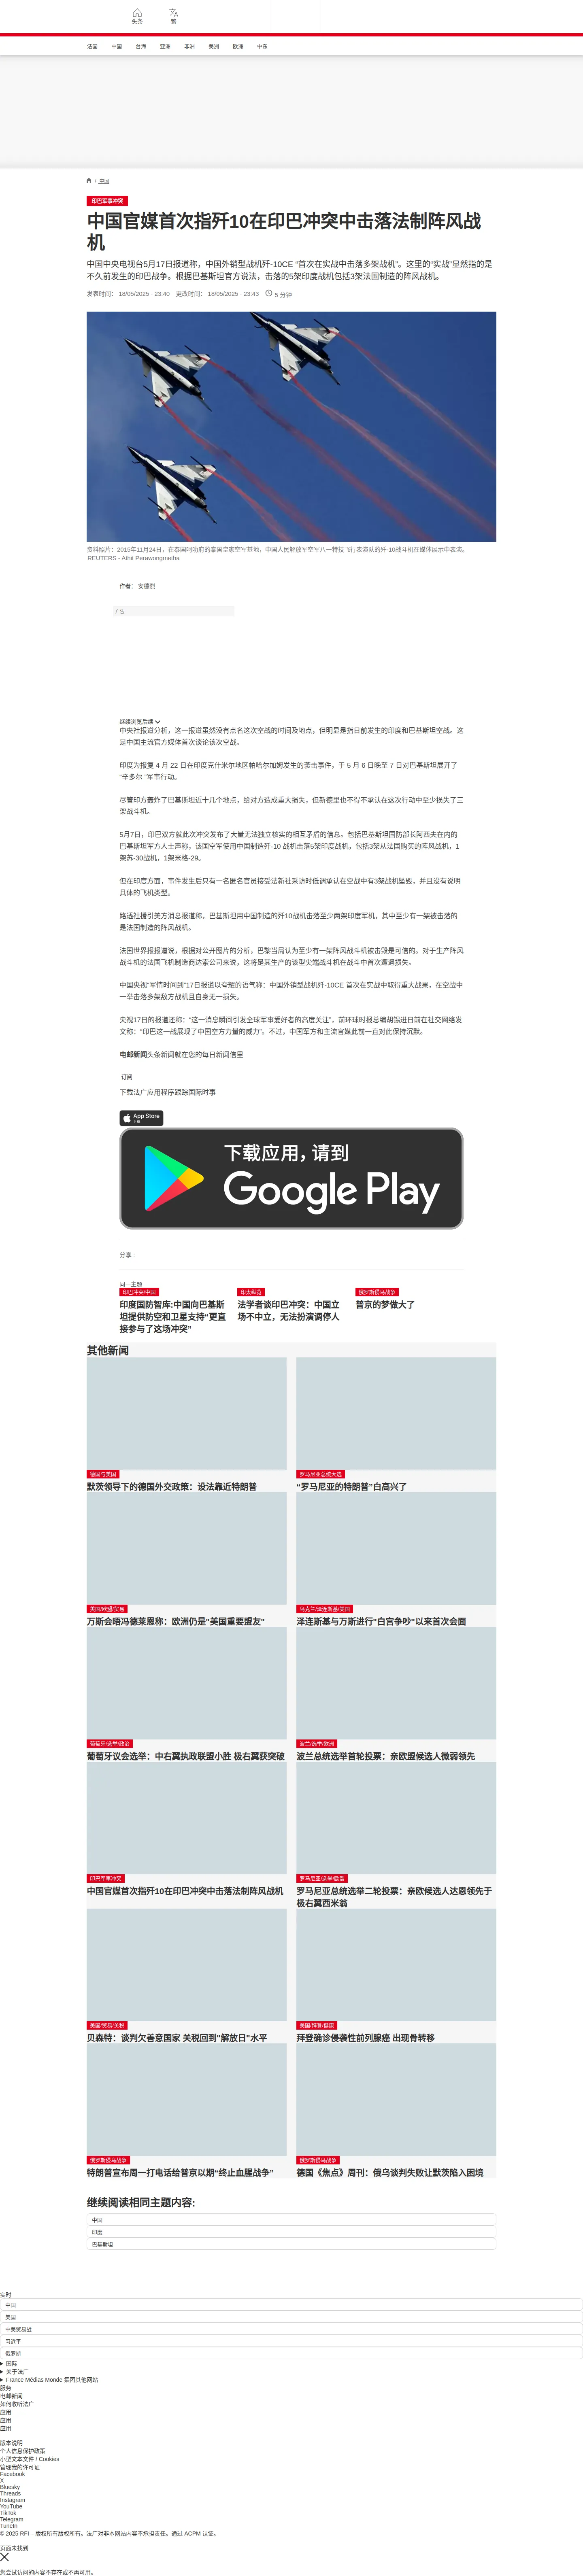 头条
繁
法国
中国
台海
亚洲
非洲
美洲
欧洲
中东
/ 中国
印巴军事冲突
中国官媒首次指歼10在印巴冲突中击落法制阵风战
机
中国中央电视台5月17日报道称，中国外销型战机歼-10CE “首次在实战中击落多架战机”。这里的“实战”显然指的是
不久前发生的印巴战争。根据巴基斯坦官方说法，击落的5架印度战机包括3架法国制造的阵风战机。
发表时间： 18/05/2025 - 23:40 更改时间： 18/05/2025 - 23:43 5 分钟
资料照片：2015年11月24日，在泰国呵叻府的泰国皇家空军基地，中国人民解放军空军八一特技飞行表演队的歼-10战斗机在媒体展示中表演。
REUTERS - Athit Perawongmetha
作者： 安德烈
广告
继续浏览后续
中央社报道分析，这一报道虽然没有点名这次空战的时间及地点，但明显是指日前发生的印度和巴基斯坦空战。这
是中国主流官方媒体首次谈论该次空战。
印度为报复 4 月 22 日在印度克什米尔地区帕哈尔加姆发生的袭击事件，于 5 月 6 日晚至 7 日对巴基斯坦展开了
“辛多尔 ”军事行动。
尽管印方轰炸了巴基斯坦近十几个地点，给对方造成重大损失，但新德里也不得不承认在这次行动中至少损失了三
架战斗机。
5月7日，印巴双方就此次冲突发布了大量无法独立核实的相互矛盾的信息。包括巴基斯坦国防部长阿西夫在内的
巴基斯坦军方人士声称，该国空军使用中国制造歼-10 战机击落5架印度战机，包括3架从法国购买的阵风战机，1
架苏-30战机，1架米格-29。
但在印度方面，事件发生后只有一名匿名官员接受法新社采访时低调承认在空战中有3架战机坠毁，并且没有说明
具体的飞机类型。
路透社援引美方消息报道称，巴基斯坦用中国制造的歼10战机击落至少两架印度军机，其中至少有一架被击落的
是法国制造的阵风战机。
法国世界报报道说，根据对公开图片的分析，巴黎当局认为至少有一架阵风战斗机被击毁是可信的。对于生产阵风
战斗机的法国飞机制造商达索公司来说，这将是其生产的该型尖端战斗机在战斗中首次遭遇损失。
中国央视“军情时间到”17日报道以夸耀的语气称：中国外销型战机歼-10CE 首次在实战中取得重大战果，在空战中
一举击落多架敌方战机且自身无一损失。
央视17日的报道还称：“这一消息瞬间引发全球军事爱好者的高度关注”。前环球时报总编胡锡进日前在社交网络发
文称：“印巴这一战展现了中国空方力量的威力”。不过，中国军方和主流官媒此前一直对此保持沉默。
电邮新闻头条新闻就在您的每日新闻信里
订阅
下载法广应用程序跟踪国际时事
App Store
下载
下载应用，请到
Google Play
分享 :
同一主题
印巴冲突/中国
印度国防智库:中国向巴基斯
坦提供防空和卫星支持“更直
接参与了这场冲突”
印太纵览
法学者谈印巴冲突：中国立
场不中立，无法扮演调停人
俄罗斯侵乌战争
普京的梦做大了
其他新闻
德国与美国
默茨领导下的德国外交政策：设法靠近特朗普
罗马尼亚总统大选
“罗马尼亚的特朗普”白高兴了
美国/欧盟/贸易
万斯会晤冯德莱恩称：欧洲仍是"美国重要盟友"
乌克兰/泽连斯基/美国
泽连斯基与万斯进行"白宫争吵"以来首次会面
葡萄牙/选举/政治
葡萄牙议会选举：中右翼执政联盟小胜 极右翼获突破
波兰/选举/欧洲
波兰总统选举首轮投票：亲欧盟候选人微弱领先
印巴军事冲突
中国官媒首次指歼10在印巴冲突中击落法制阵风战机
罗马尼亚/选举/欧盟
罗马尼亚总统选举二轮投票：亲欧候选人达恩领先于
极右翼西米翁
美国/贸易/关税
贝森特：谈判欠善意国家 关税回到"解放日"水平
美国/拜登/健康
拜登确诊侵袭性前列腺癌 出现骨转移
俄罗斯侵乌战争
特朗普宣布周一打电话给普京以期“终止血腥战争”
俄罗斯侵乌战争
德国《焦点》周刊：俄乌谈判失败让默茨陷入困境
继续阅读相同主题内容:
中国
印度
巴基斯坦
实时
中国
美国
中美贸易战
习近平
俄罗斯
国际
关于法广
France Médias Monde 集团其他网站
服务
电邮新闻
如何收听法广
应用
应用
应用
版本说明
个人信息保护政策
小型文本文件 / Cookies
管理我的许可证
Facebook
X
Bluesky
Threads
Instagram
YouTube
TikTok
Telegram
TuneIn
© 2025 RFI – 版权所有版权所有。法广对非本网站内容不承担责任。通过 ACPM 认证。
页面未找到
您尝试访问的内容不存在或不再可用。